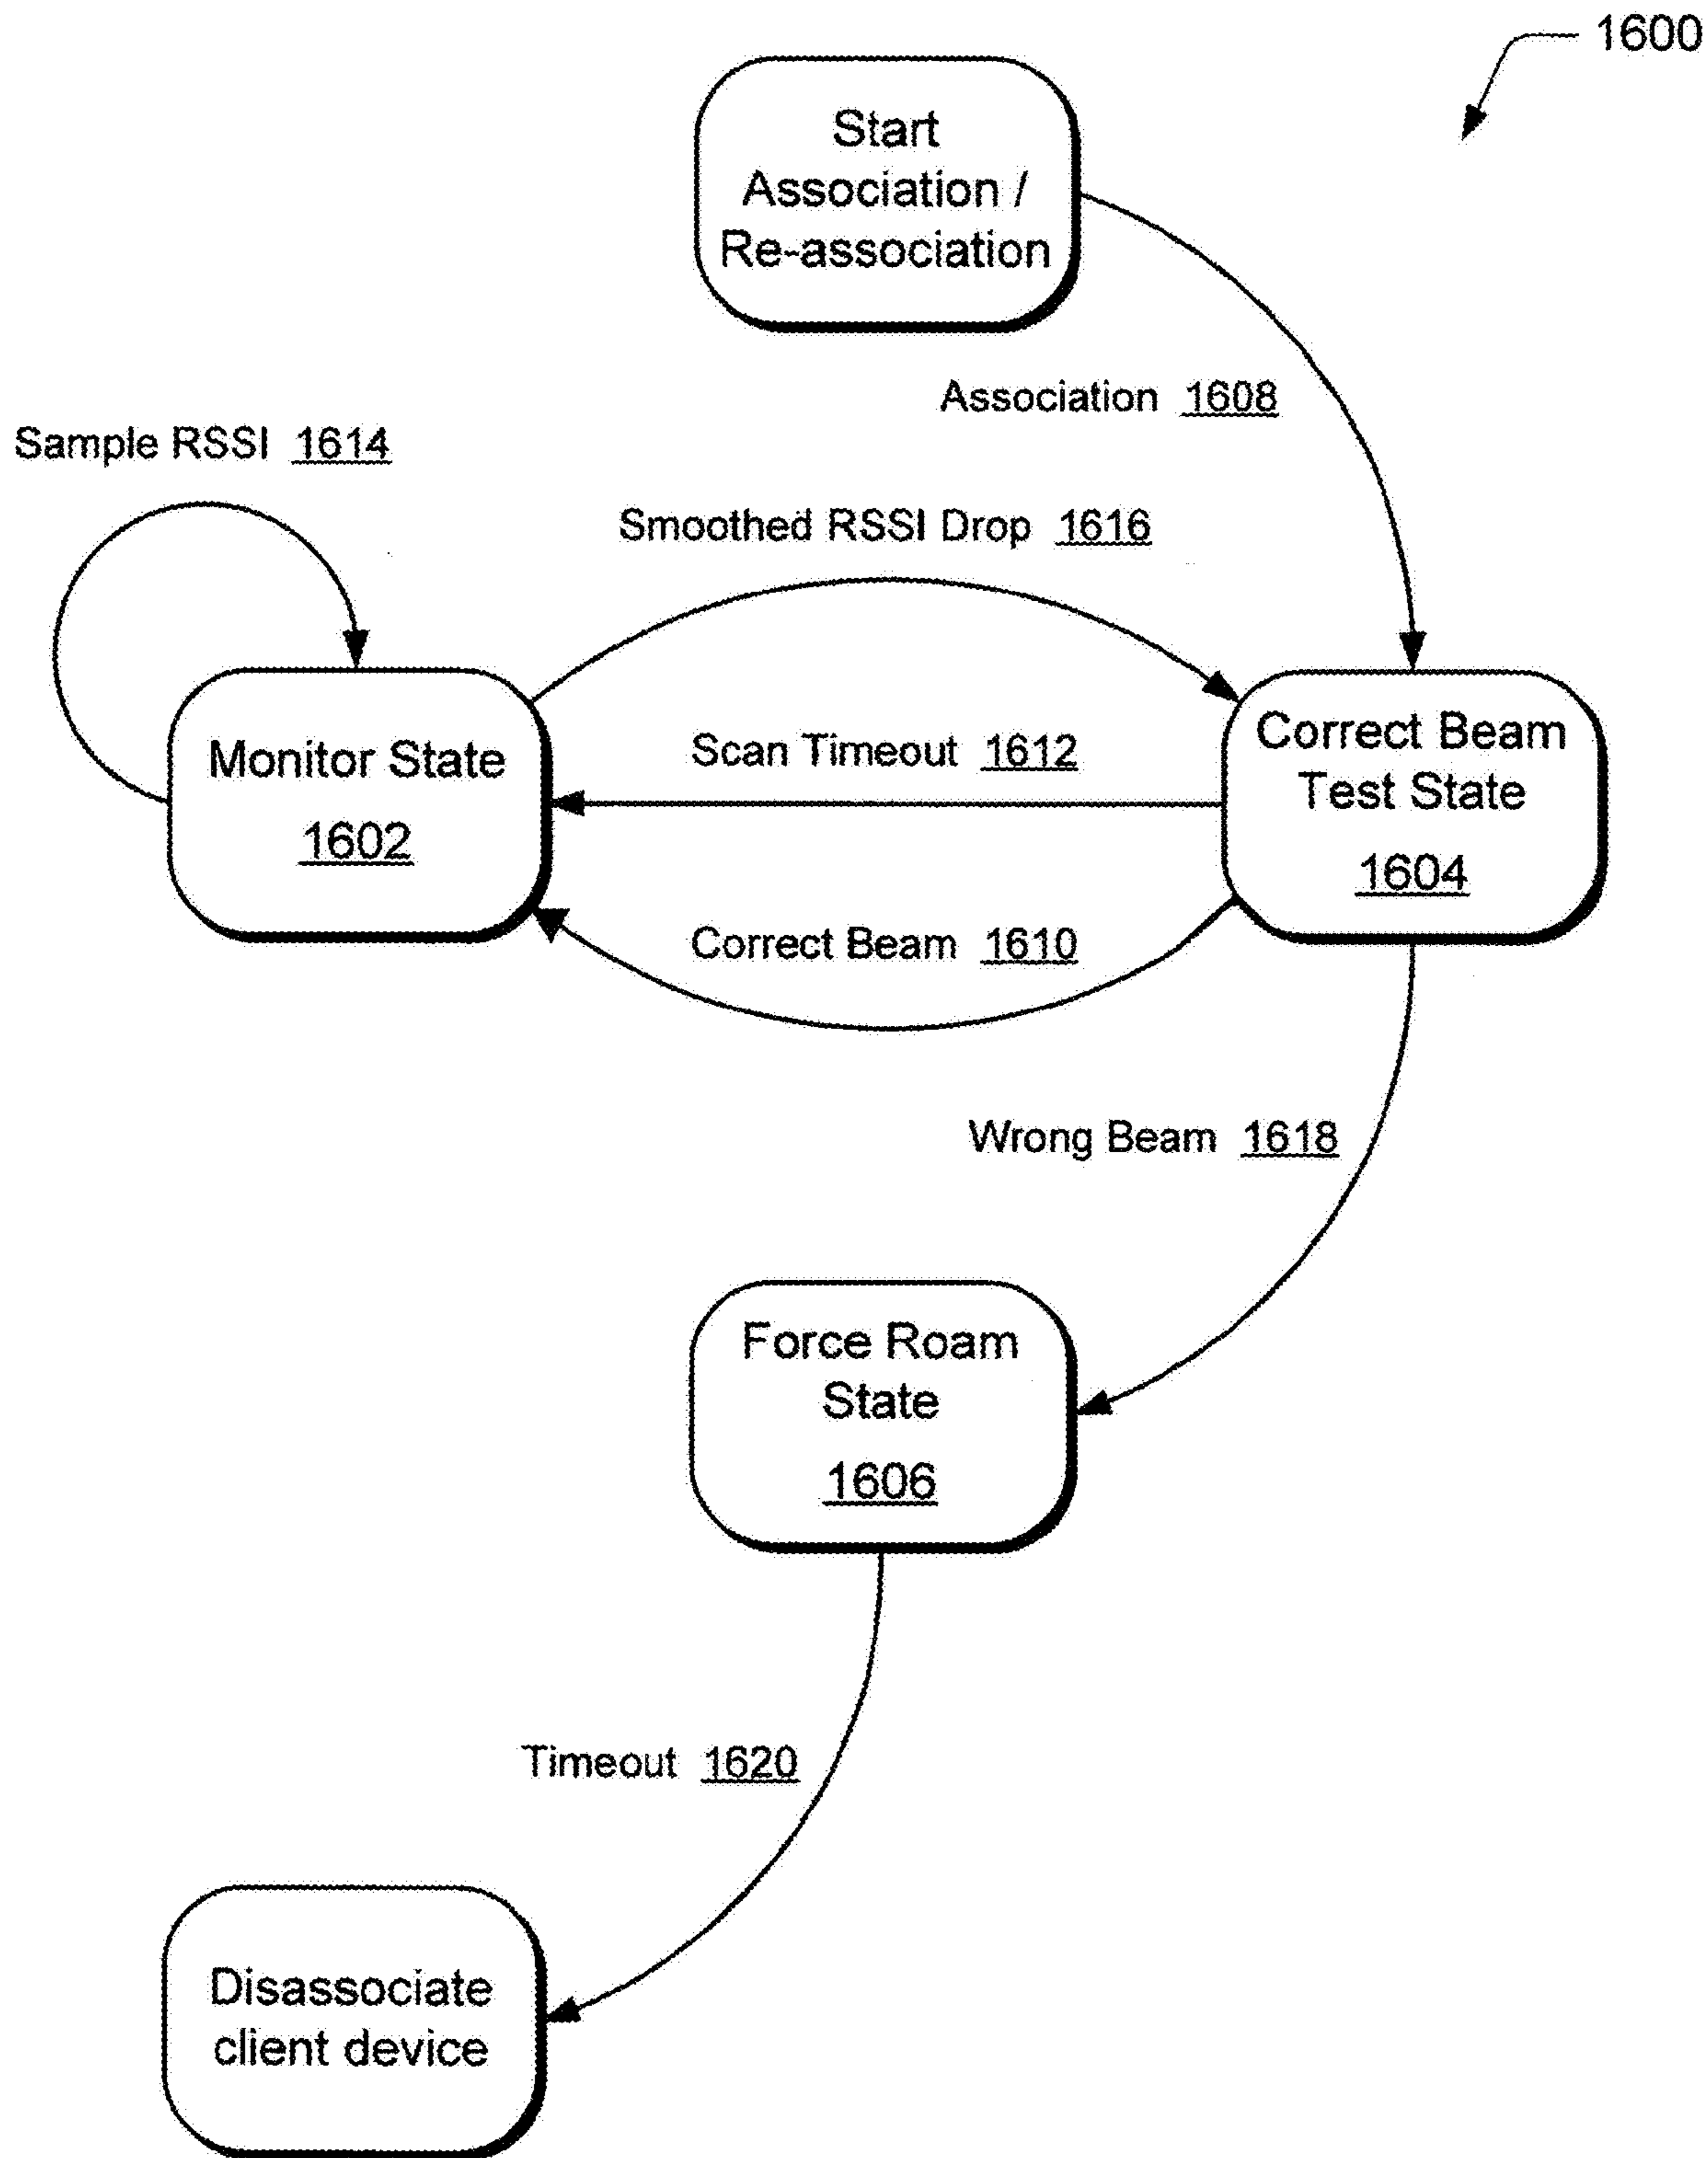 1600
Start
Association /
Re-association
Association 1608
Sample RSSI 1614
Smoothed RSSI Drop 1616
Monitor State
1602
Scan Timeout 1612
Correct Beam
Test State
1604
Correct Beam 1610
Wrong Beam 1618
Force Roam
State
1606
Timeout 1620
Disassociate
client device